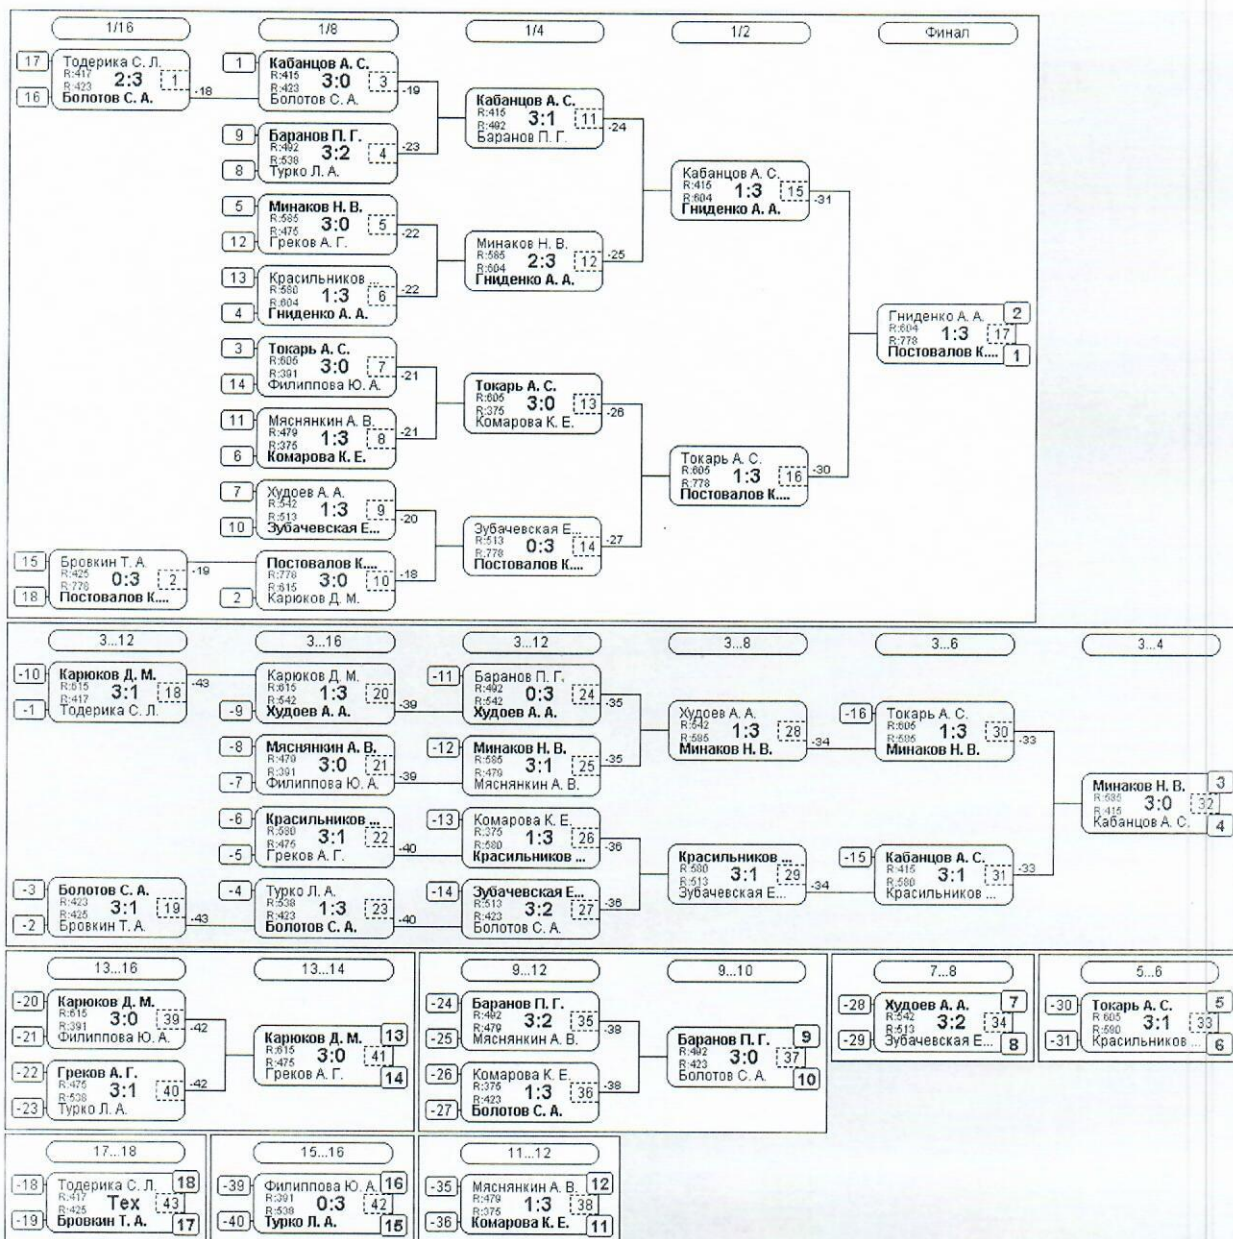 1/16
1/8
1/4
1/2
Финал
17 Тодерика С. Л.
R:417
R:423 2:3 1
16 Болотов С. А. -18
1 Кабанцов А. С.
R:415
R:423 3:0 3 -19
Болотов С. А.
9 Баранов П. Г.
R:492
R:538 3:2 4 -23
8 Турко Л. А.
5 Минаков Н. В.
R:585
R:475 3:0 5 -22
12 Греков А. Г.
13 Красильников ...
R:580
R:604 1:3 6 -22
4 Гниденко А. А.
3 Токарь А. С.
R:605
R:391 3:0 7 -21
14 Филиппова Ю. А.
11 Мяснянкин А. В.
R:479
R:375 1:3 8 -21
6 Комарова К. Е.
7 Худоев А. А.
R:542
R:513 1:3 9 -20
10 Зубачевская Е...
15 Бровкин Т. А.
R:425
R:778 0:3 2 -19
18 Постовалов К....
Постовалов К....
R:778
R:615 3:0 10 -18
2 Карюков Д. М.
Кабанцов А. С.
R:415
R:492 3:1 11 -24
Баранов П. Г.
Минаков Н. В.
R:585
R:604 2:3 12 -25
Гниденко А. А.
Токарь А. С.
R:605
R:375 3:0 13 -26
Комарова К. Е.
Зубачевская Е...
R:513
R:778 0:3 14 -27
Постовалов К....
Кабанцов А. С.
R:415
R:604 1:3 15 -31
Гниденко А. А.
Токарь А. С.
R:605
R:778 1:3 16 -30
Постовалов К....
Гниденко А. А. 2
R:604
R:778 1:3 17
Постовалов К.... 1
3...12
3...16
3...12
3...8
3...6
3...4
-10 Карюков Д. М.
R:615
R:417 3:1 18 -43
-1 Тодерика С. Л.
-3 Болотов С. А.
R:423
R:425 3:1 19 -43
-2 Бровкин Т. А.
Карюков Д. М.
R:615
R:542 1:3 20 -39
-9 Худоев А. А.
-8 Мяснянкин А. В.
R:479
R:391 3:0 21 -39
-7 Филиппова Ю. А.
-6 Красильников ...
R:580
R:475 3:1 22 -40
-5 Греков А. Г.
-4 Турко Л. А.
R:538
R:423 1:3 23 -40
Болотов С. А.
-11 Баранов П. Г.
R:492
R:542 0:3 24 -35
Худоев А. А.
-12 Минаков Н. В.
R:585
R:479 3:1 25 -35
Мяснянкин А. В.
-13 Комарова К. Е.
R:375
R:580 1:3 26 -36
Красильников ...
-14 Зубачевская Е...
R:513
R:423 3:2 27 -36
Болотов С. А.
Худоев А. А.
R:542
R:585 1:3 28 -34
Минаков Н. В.
Красильников ...
R:580
R:513 3:1 29 -34
Зубачевская Е...
-16 Токарь А. С.
R:605
R:585 1:3 30 -33
Минаков Н. В.
-15 Кабанцов А. С.
R:415
R:580 3:1 31 -33
Красильников ...
Минаков Н. В. 3
R:585
R:415 3:0 32
Кабанцов А. С. 4
13...16
13...14
-20 Карюков Д. М.
R:615
R:391 3:0 39 -42
-21 Филиппова Ю. А.
-22 Греков А. Г.
R:475
R:538 3:1 40 -42
-23 Турко Л. А.
Карюков Д. М. 13
R:615
R:475 3:0 41
Греков А. Г. 14
9...12
9...10
-24 Баранов П. Г.
R:492
R:479 3:2 35 -38
-25 Мяснянкин А. В.
-26 Комарова К. Е.
R:375
R:423 1:3 36 -38
-27 Болотов С. А.
Баранов П. Г. 9
R:492
R:423 3:0 37
Болотов С. А. 10
7...8
-28 Худоев А. А. 7
R:542
R:513 3:2 34
-29 Зубачевская Е... 8
5...6
-30 Токарь А. С. 5
R:605
R:580 3:1 33
-31 Красильников ... 6
17...18
-18 Тодерика С. Л. 18
R:417
R:425 Тех 43
-19 Бровкин Т. А. 17
15...16
-39 Филиппова Ю. А. 16
R:391
R:538 0:3 42
-40 Турко Л. А. 15
11...12
-35 Мяснянкин А. В. 12
R:479
R:375 1:3 38
-36 Комарова К. Е. 11